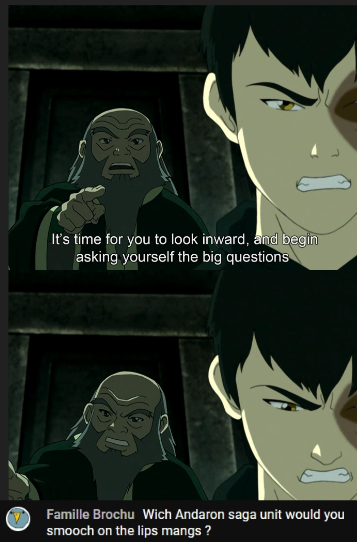 It's time for you to look inward, and begin
asking yourself the big questions
Famille Brochu Wich Andaron saga unit would you
smooch on the lips mangs ?